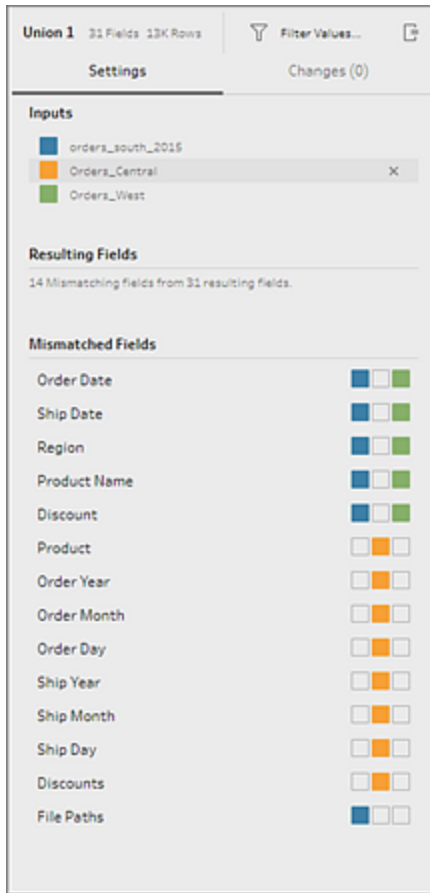 Union 1 31 Fields 13K Rows Filter Values...
Settings Changes (0)
Inputs
orders_south_2015
Orders_Central ×
Orders_West
Resulting Fields
14 Mismatching fields from 31 resulting fields.
Mismatched Fields
Order Date
Ship Date
Region
Product Name
Discount
Product
Order Year
Order Month
Order Day
Ship Year
Ship Month
Ship Day
Discounts
File Paths